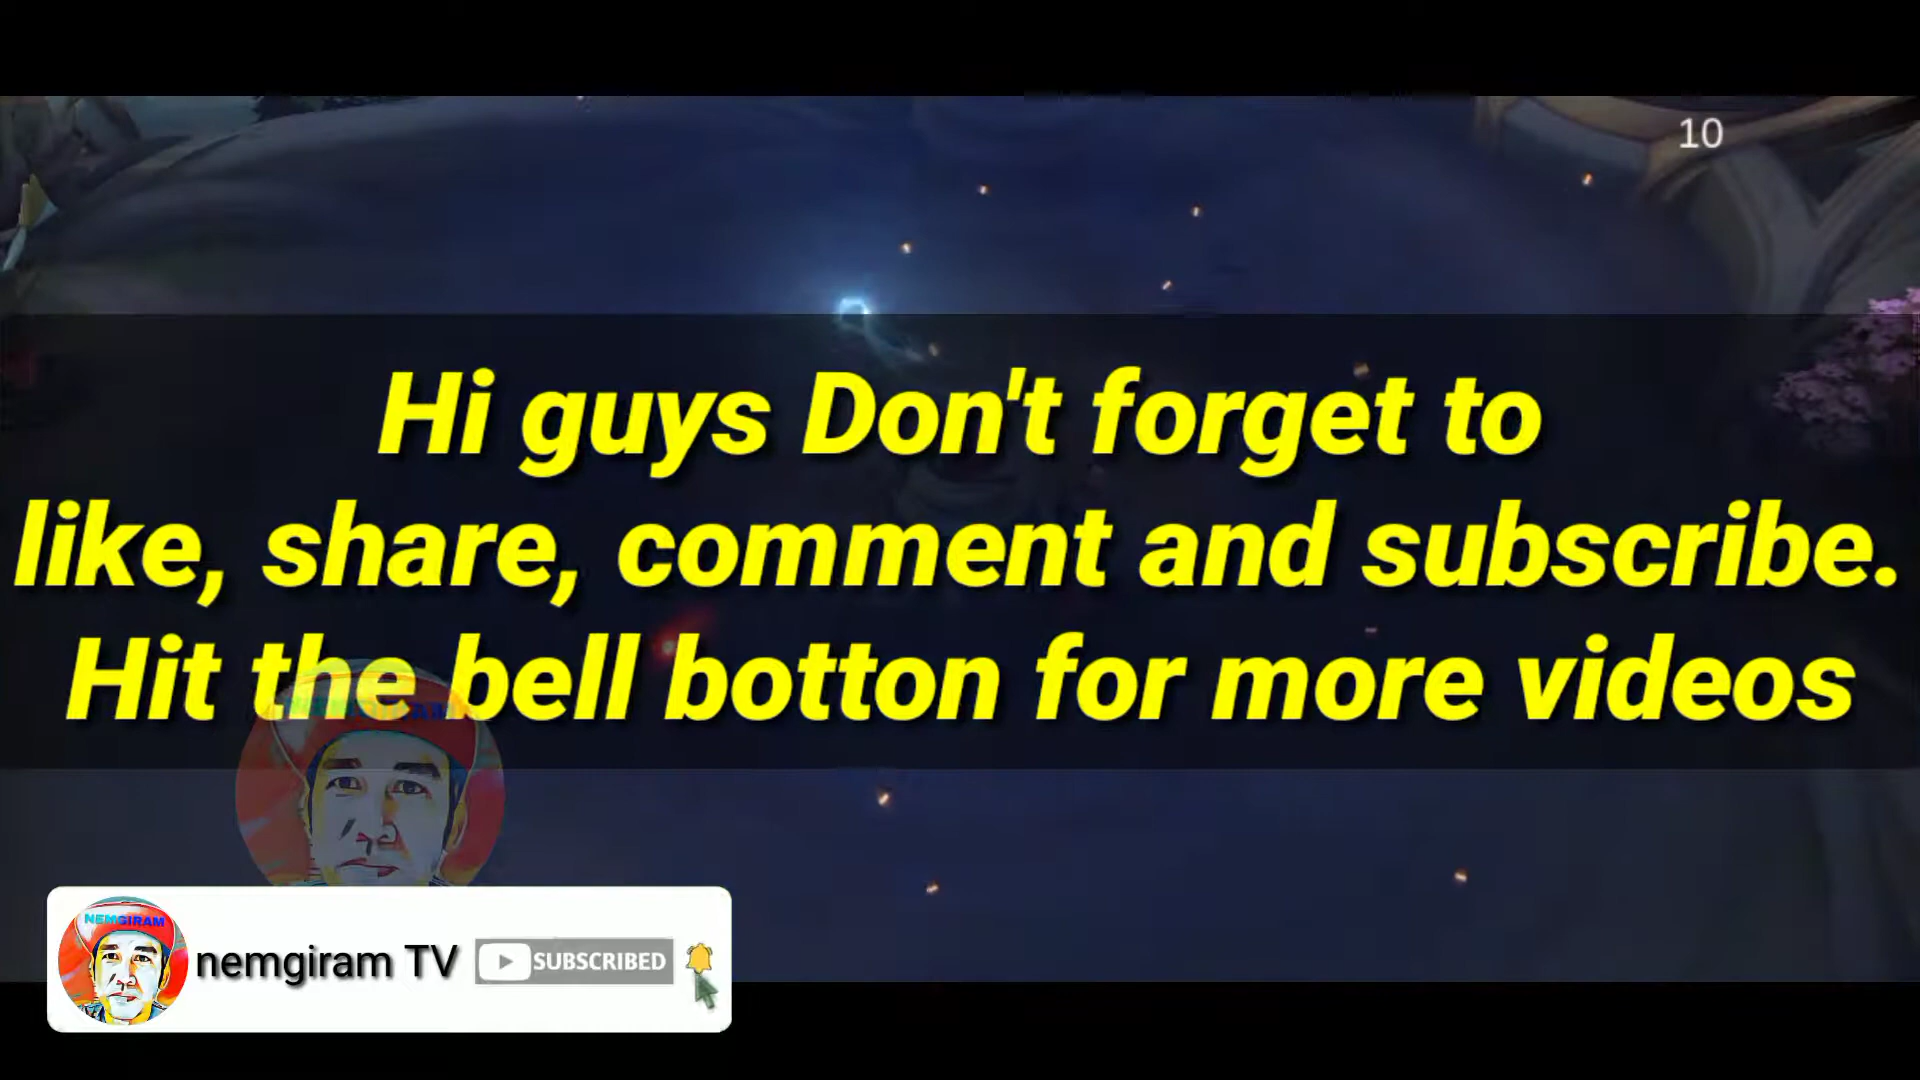 10
Hi guys Don't forget to
like, share, comment and subscribe.
Hit the bell botton for more videos
NEMGIRAM
NEMGIRAM
nemgiram TV SUBSCRIBED